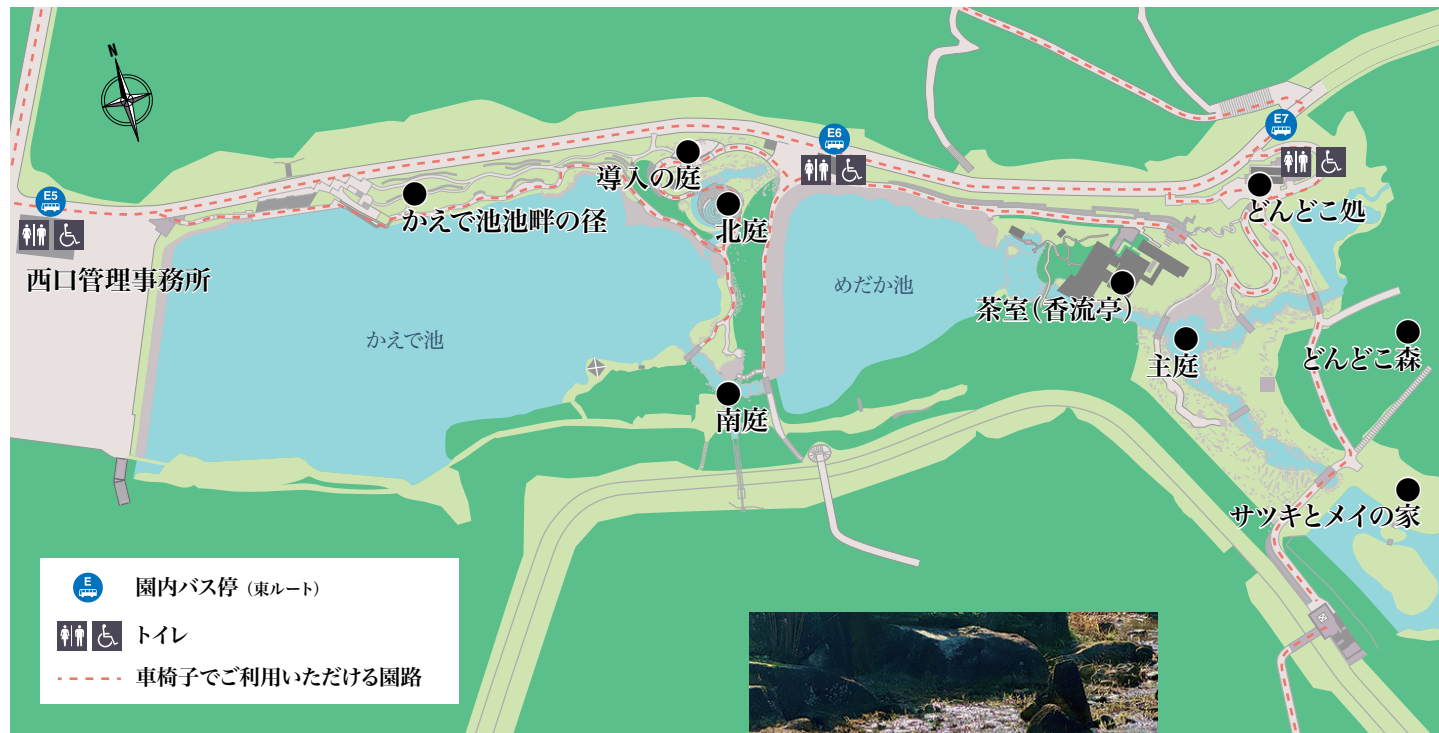 N
E7
E6
導入の庭
E5
かえで池池畔の径
どんどこ処
北庭
西口管理事務所
めだか池
茶室(香流亭)
かえで池
どんどこ森
主庭
南庭
サツキとメイの家
E
園内バス停(東ルート)
トイレ
車椅子でご利用いただける園路